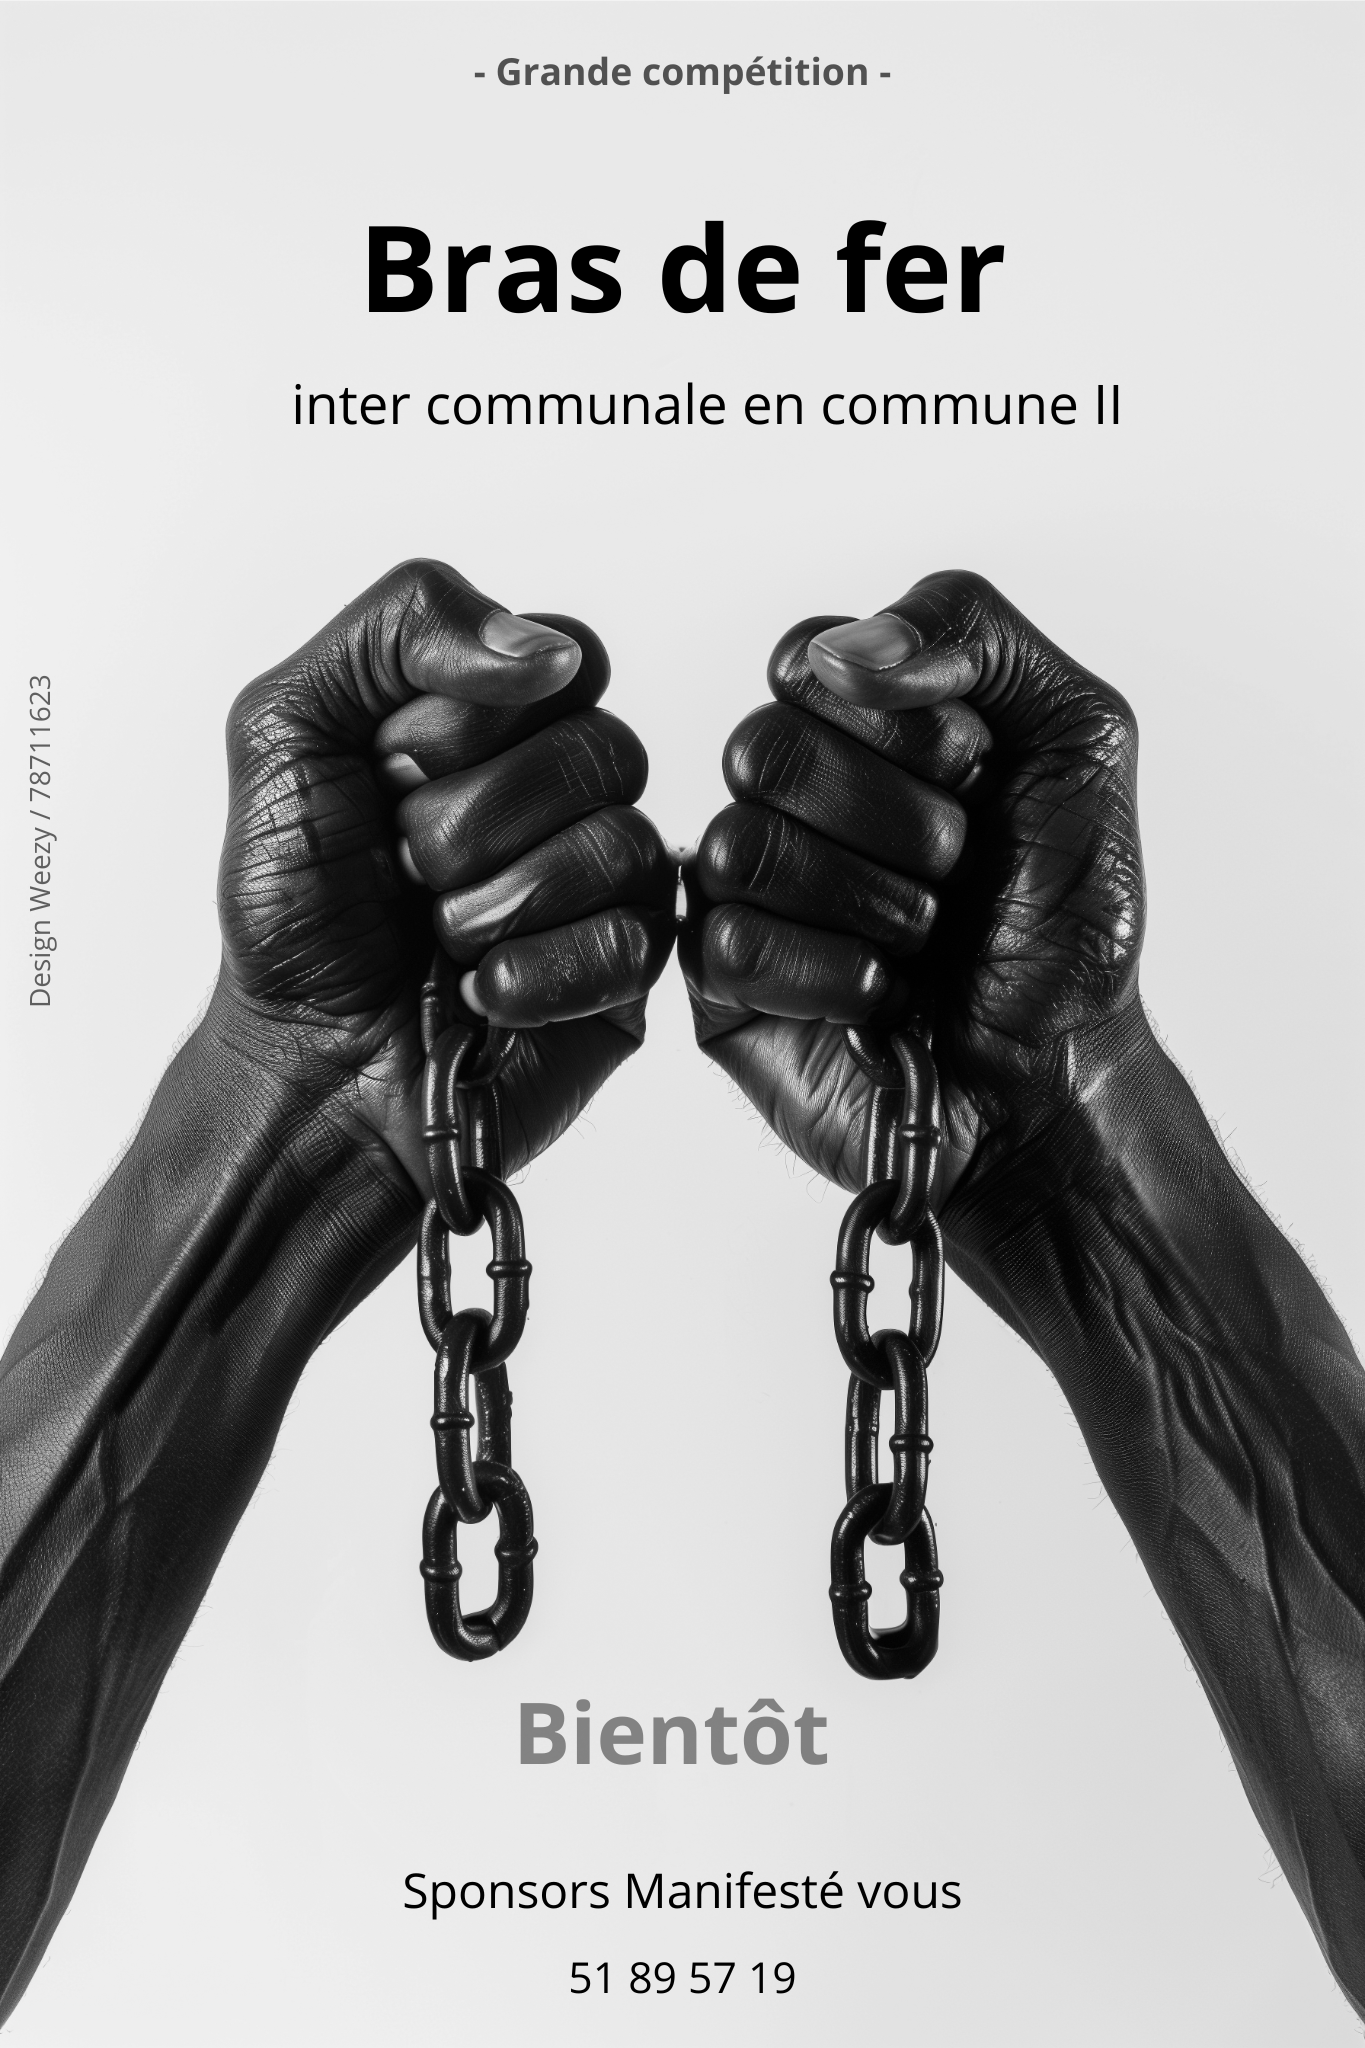 - Grande compétition -
Bras de fer
inter communale en commune II
Design Weezy / 78711623
Bientôt
Sponsors Manifesté vous
51 89 57 19